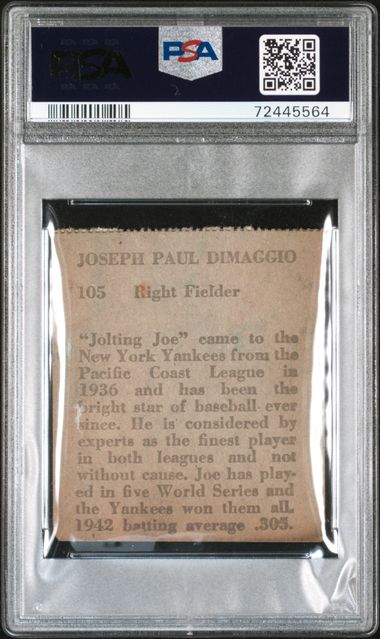 PSA
PSA
72445564
JOSEPH PAUL DIMAGGIO
105 Right Fielder
"Jolting Joe" came to the
New York Yankees from the
Pacific Coast League in
1936 and has been the
bright star of baseball ever
since. He is considered by
experts as the finest player
in both leagues and not
without cause. Joe has play-
ed in five World Series and
the Yankees won them all.
1942 batting average .305.